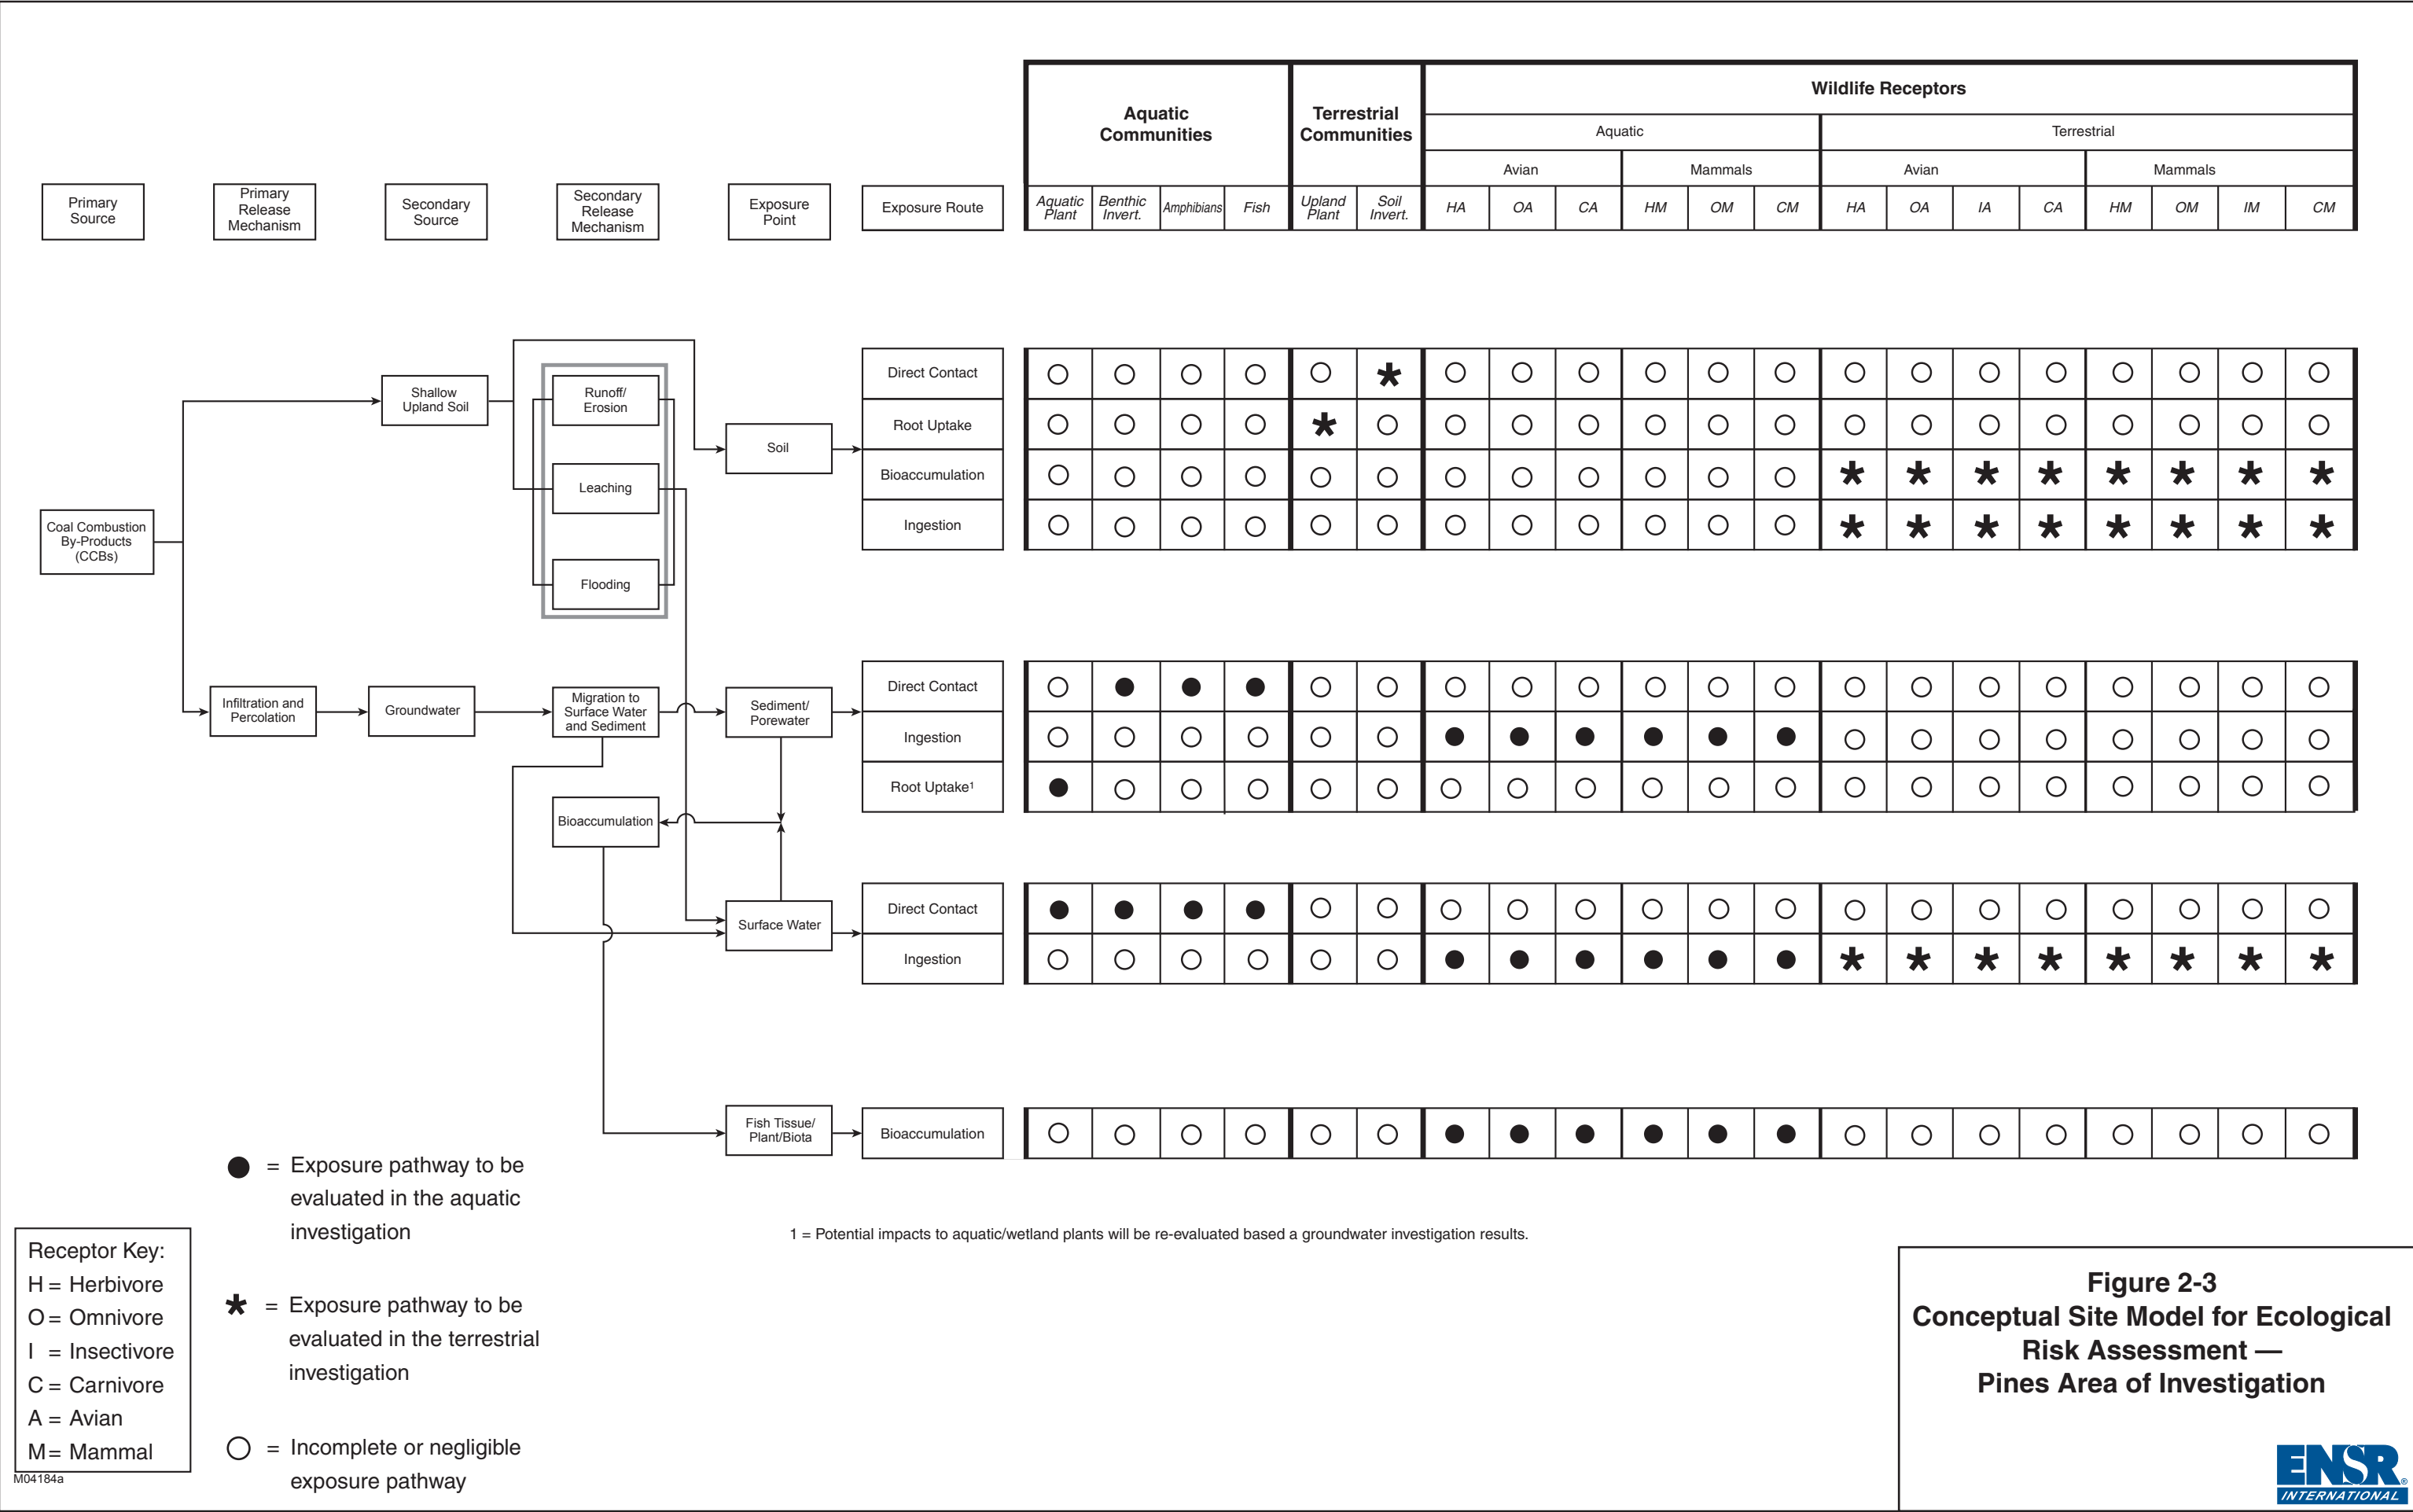 Aquatic
Communities
Terrestrial
Communities
Wildlife Receptors
Aquatic
Terrestrial
Avian
Mammals
Avian
Mammals
Primary
Source
Primary
Release
Mechanism
Secondary
Source
Secondary
Release
Mechanism
Exposure
Point
Exposure Route
Aquatic
Plant
Benthic
Invert.
Amphibians
Fish
Upland
Plant
Soil
Invert.
HA
OA
CA
HM
OM
CM
HA
OA
IA
CA
HM
OM
IM
CM
Coal Combustion
By-Products
(CCBs)
Shallow
Upland Soil
Runoff/
Erosion
Leaching
Flooding
Soil
Direct Contact
Root Uptake
Bioaccumulation
Ingestion
Infiltration and
Percolation
Groundwater
Migration to
Surface Water
and Sediment
Sediment/
Porewater
Direct Contact
Ingestion
Root Uptake¹
Bioaccumulation
Surface Water
Direct Contact
Ingestion
Fish Tissue/
Plant/Biota
Bioaccumulation
● = Exposure pathway to be
evaluated in the aquatic
investigation
* = Exposure pathway to be
evaluated in the terrestrial
investigation
○ = Incomplete or negligible
exposure pathway
1 = Potential impacts to aquatic/wetland plants will be re-evaluated based a groundwater investigation results.
Receptor Key:
H = Herbivore
O = Omnivore
I = Insectivore
C = Carnivore
A = Avian
M = Mammal
M04184a
Figure 2-3
Conceptual Site Model for Ecological
Risk Assessment —
Pines Area of Investigation
ENSR®
INTERNATIONAL